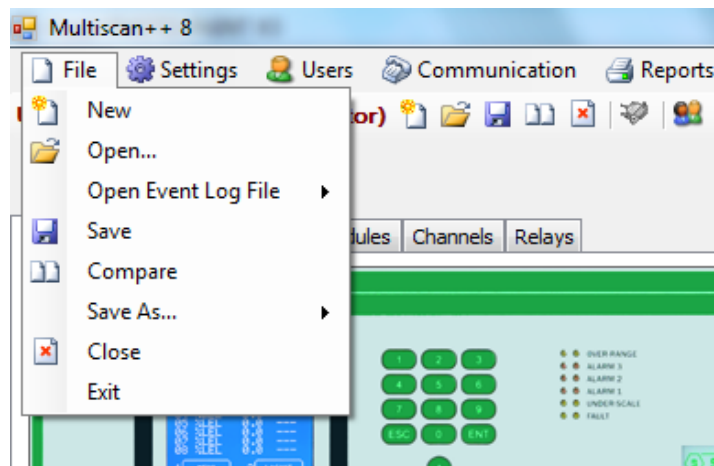 Multiscan++ 8
File Settings Users Communication Reports
New
or)
Open...
Open Event Log File
Save
Channels Relays
Compare
Save As...
Close
Exit
1 2 3
4 5 6
7 8 9
ESC 0 ENT
OVER RANGE
ALARM 3
ALARM 2
ALARM 1
UNDER SCALE
FAULT